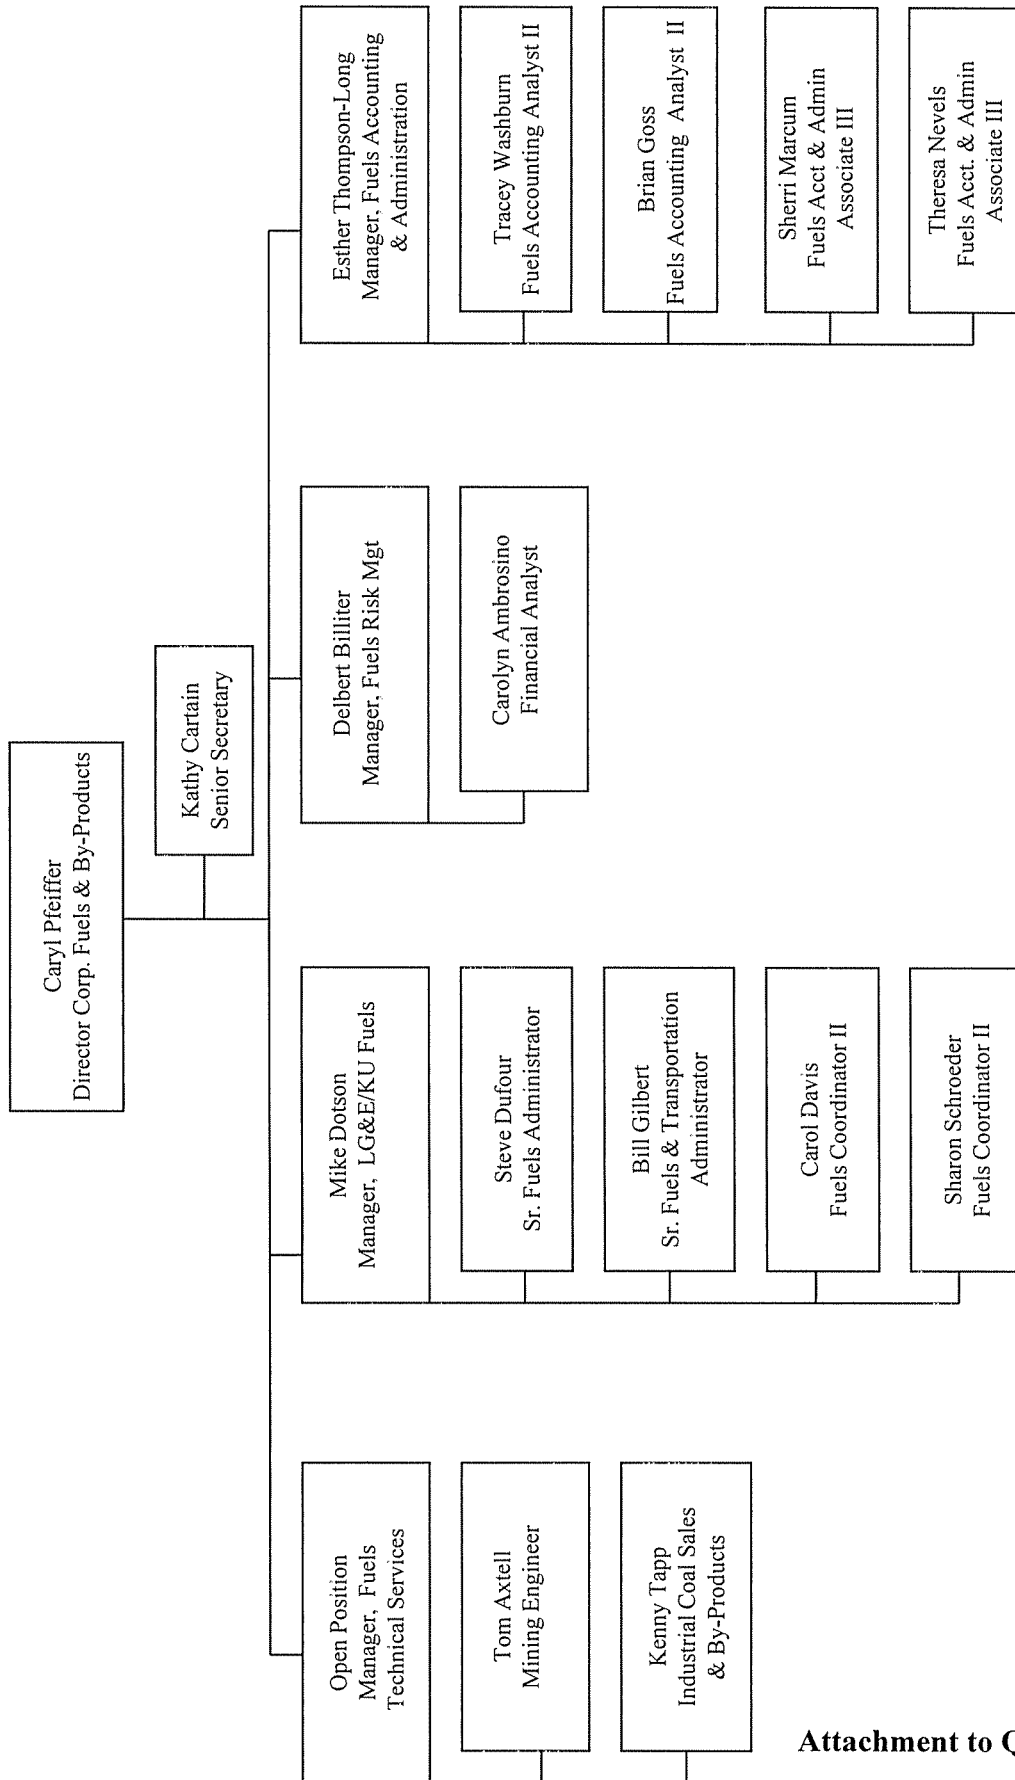 Caryl Pfeiffer
Director Corp. Fuels & By-Products
Kathy Cartain
Senior Secretary
Open Position
Manager, Fuels
Technical Services
Tom Axtell
Mining Engineer
Kenny Tapp
Industrial Coal Sales
& By-Products
Mike Dotson
Manager, LG&E/KU Fuels
Steve Dufour
Sr. Fuels Administrator
Bill Gilbert
Sr. Fuels & Transportation
Administrator
Carol Davis
Fuels Coordinator II
Sharon Schroeder
Fuels Coordinator II
Delbert Billiter
Manager, Fuels Risk Mgt
Carolyn Ambrosino
Financial Analyst
Esther Thompson-Long
Manager, Fuels Accounting
& Administration
Tracey Washburn
Fuels Accounting Analyst II
Brian Goss
Fuels Accounting Analyst II
Sherri Marcum
Fuels Acct & Admin
Associate III
Theresa Nevels
Fuels Acct. & Admin
Associate III
Attachment to Q